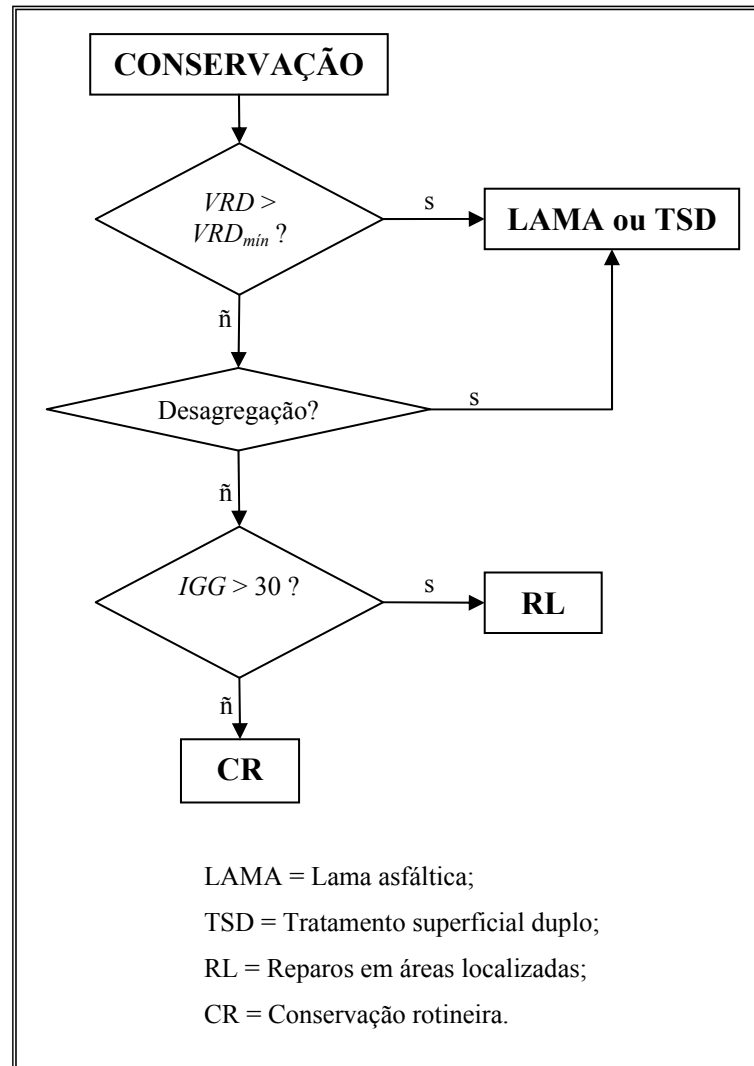 CONSERVAÇÃO
VRD >
VRDmín ?
s
LAMA ou TSD
ñ
Desagregação?
s
ñ
IGG > 30 ?
s
RL
ñ
CR
LAMA = Lama asfáltica;
TSD = Tratamento superficial duplo;
RL = Reparos em áreas localizadas;
CR = Conservação rotineira.